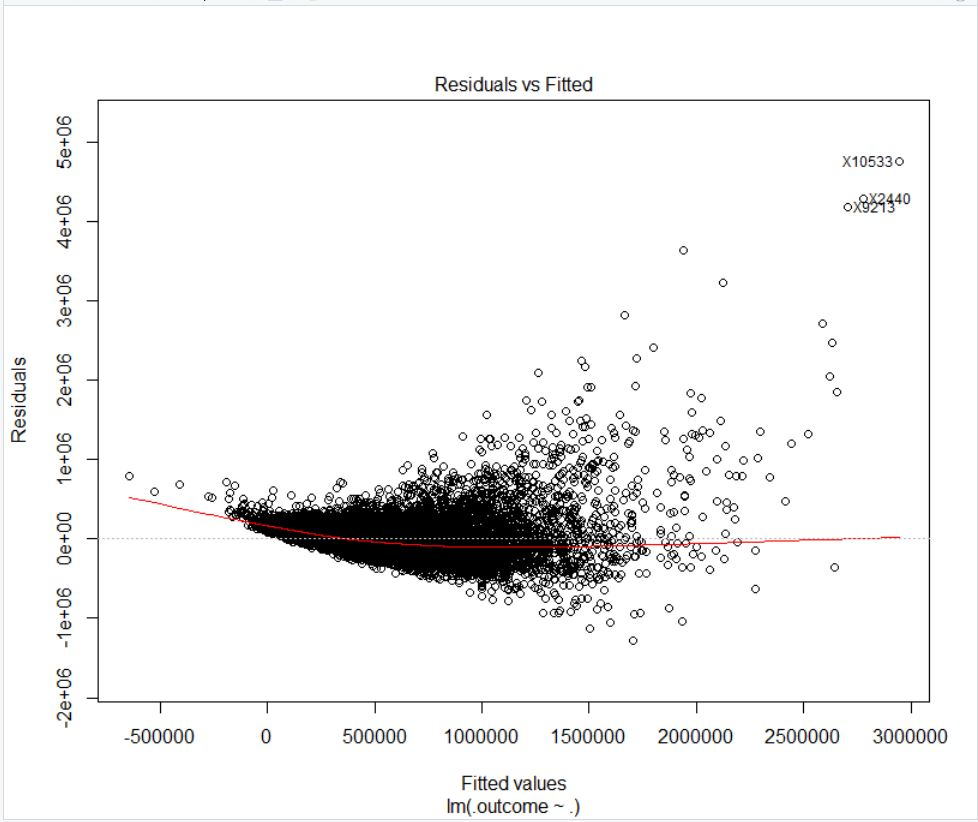 Residuals vs Fitted
5e+06
4e+06
3e+06
2e+06
1e+06
0e+00
-1e+06
-2e+06
Residuals
X10533
X2440
X9213
-500000 0 500000 1000000 1500000 2000000 2500000 3000000
Fitted values
lm(.outcome ~ .)